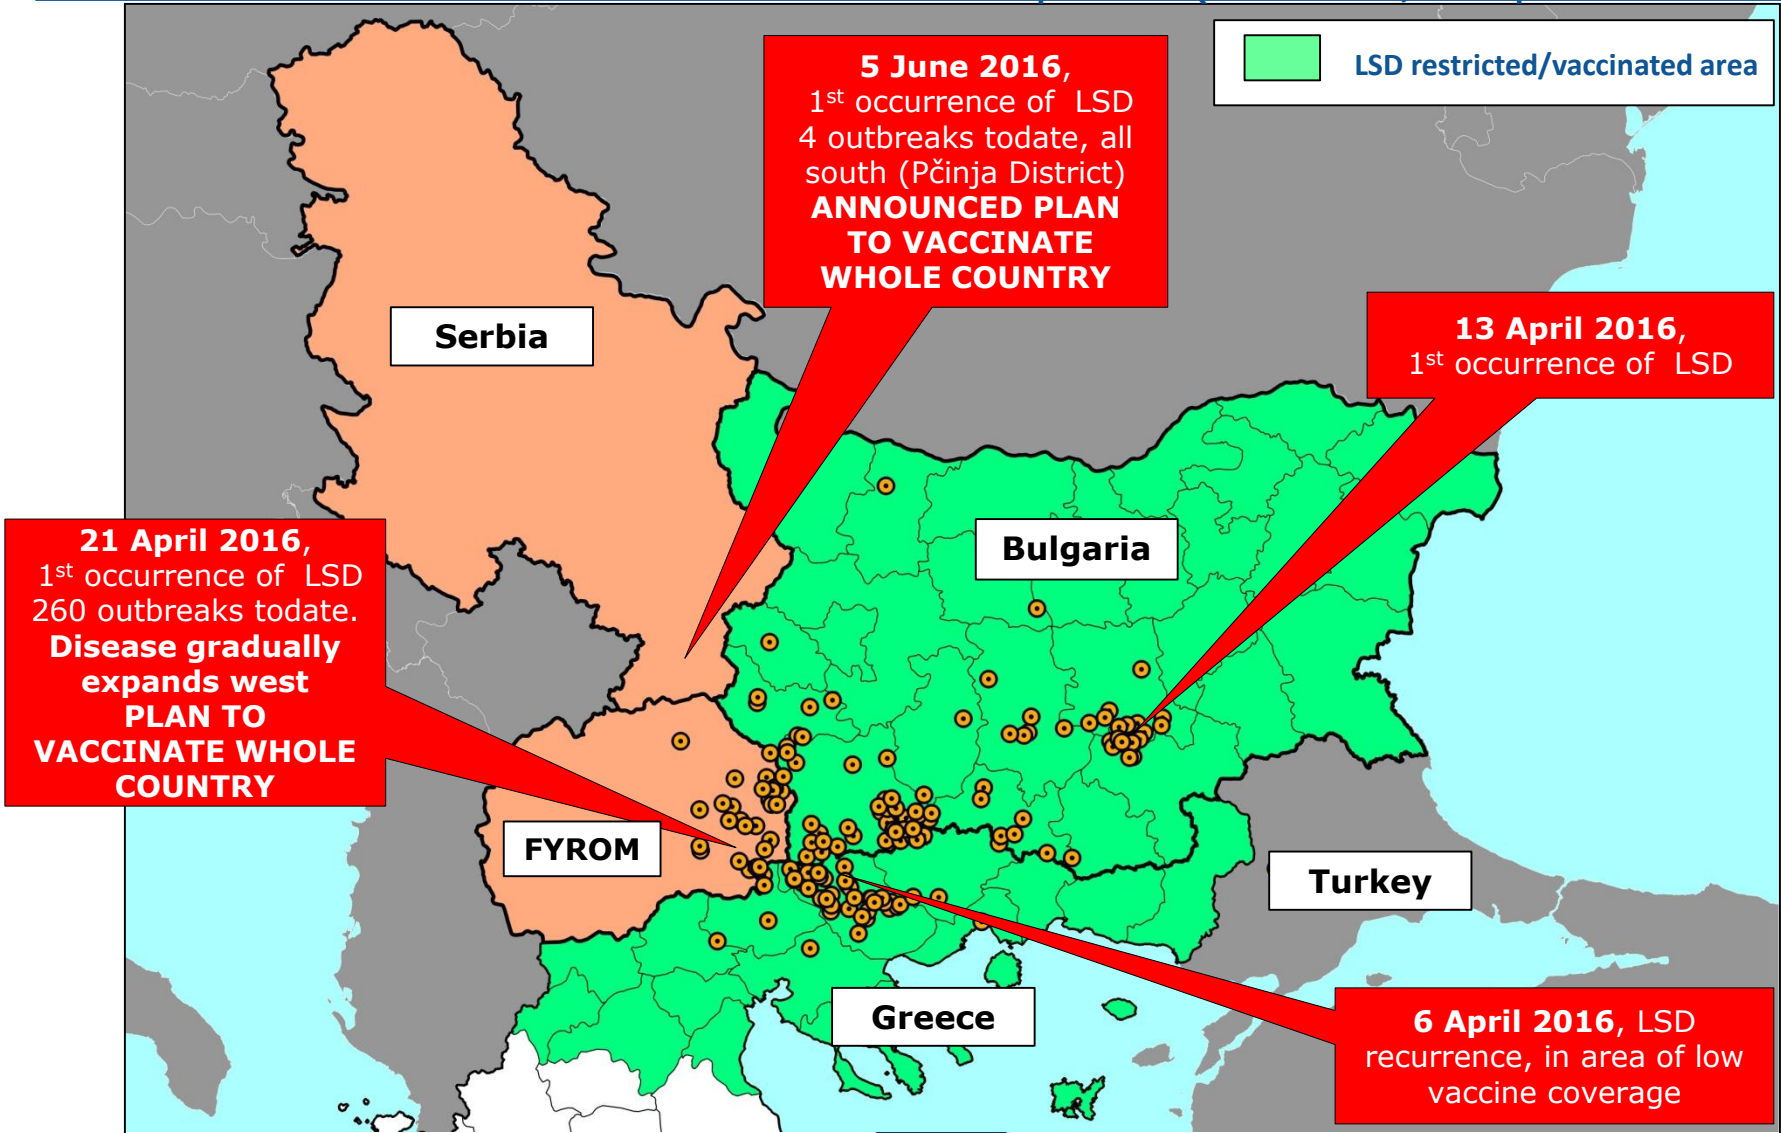 LSD restricted/vaccinated area
5 June 2016,
1st occurrence of LSD
4 outbreaks todate, all
south (Pčinja District)
ANNOUNCED PLAN
TO VACCINATE
WHOLE COUNTRY
Serbia
13 April 2016,
1st occurrence of LSD
Bulgaria
21 April 2016,
1st occurrence of LSD
260 outbreaks todate.
Disease gradually
expands west
PLAN TO
VACCINATE WHOLE
COUNTRY
FYROM
Turkey
Greece
6 April 2016, LSD
recurrence, in area of low
vaccine coverage